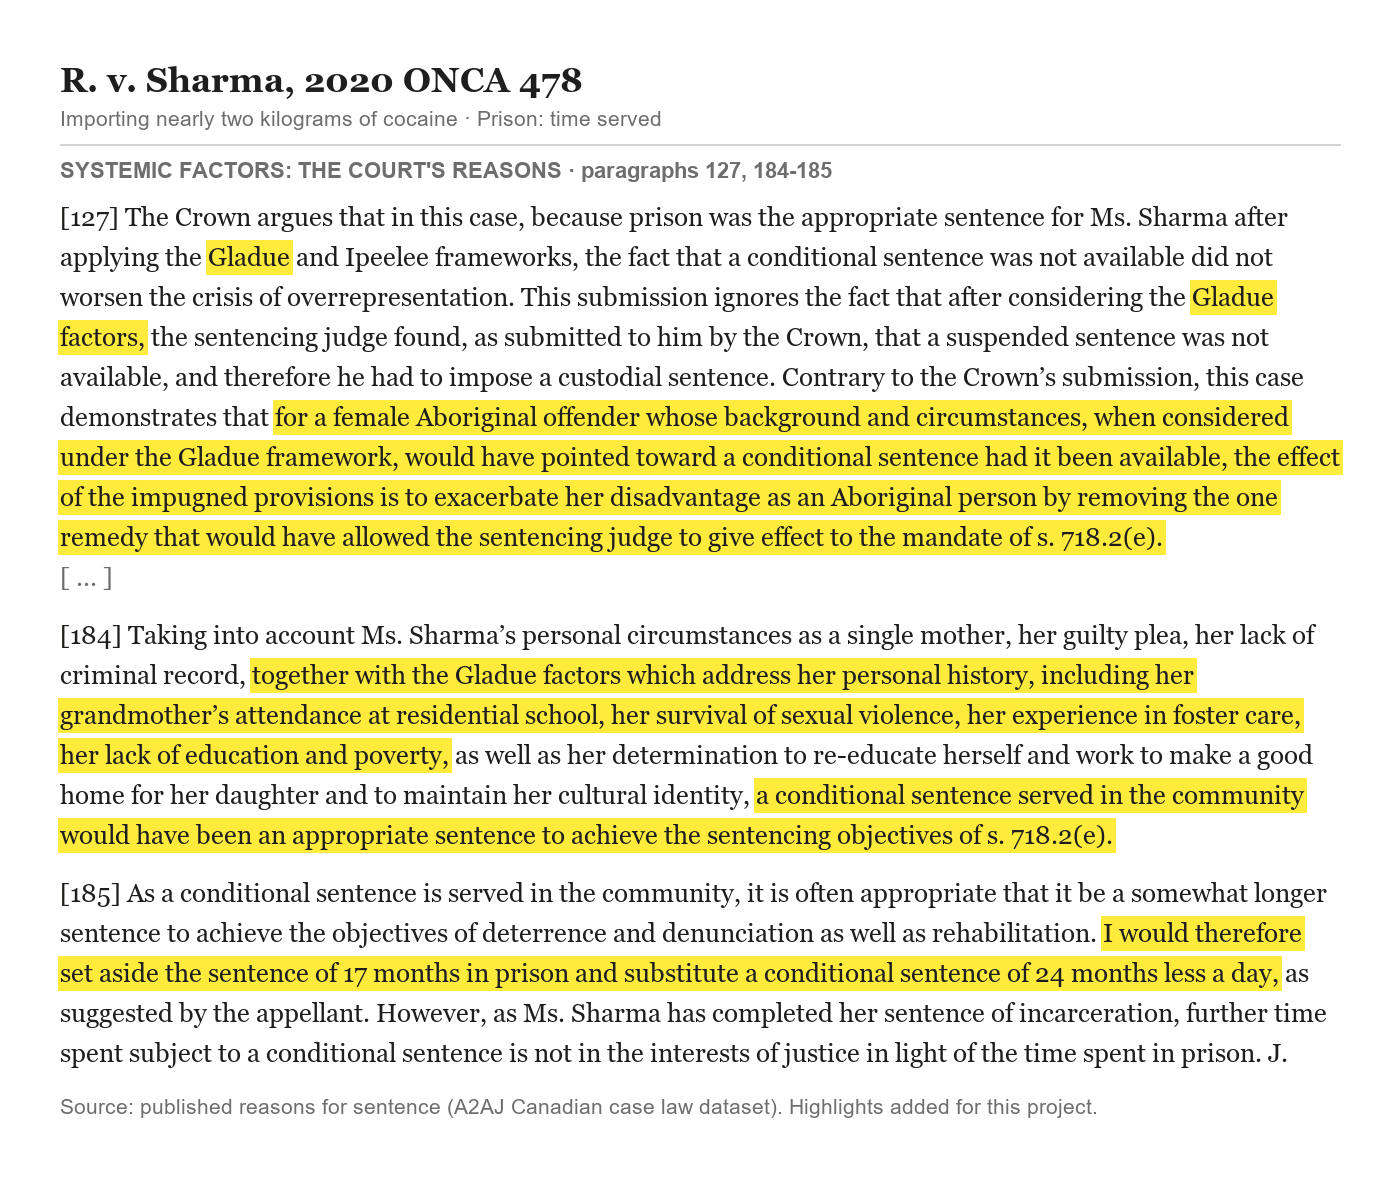 R. v. Sharma, 2020 ONCA 478
Importing nearly two kilograms of cocaine · Prison: time served
SYSTEMIC FACTORS: THE COURT'S REASONS · paragraphs 127, 184-185
[127] The Crown argues that in this case, because prison was the appropriate sentence for Ms. Sharma after
applying the Gladue and Ipeelee frameworks, the fact that a conditional sentence was not available did not
worsen the crisis of overrepresentation. This submission ignores the fact that after considering the Gladue
factors, the sentencing judge found, as submitted to him by the Crown, that a suspended sentence was not
available, and therefore he had to impose a custodial sentence. Contrary to the Crown’s submission, this case
demonstrates that for a female Aboriginal offender whose background and circumstances, when considered
under the Gladue framework, would have pointed toward a conditional sentence had it been available, the effect
of the impugned provisions is to exacerbate her disadvantage as an Aboriginal person by removing the one
remedy that would have allowed the sentencing judge to give effect to the mandate of s. 718.2(e).
[ ... ]
[184] Taking into account Ms. Sharma’s personal circumstances as a single mother, her guilty plea, her lack of
criminal record, together with the Gladue factors which address her personal history, including her
grandmother’s attendance at residential school, her survival of sexual violence, her experience in foster care,
her lack of education and poverty, as well as her determination to re-educate herself and work to make a good
home for her daughter and to maintain her cultural identity, a conditional sentence served in the community
would have been an appropriate sentence to achieve the sentencing objectives of s. 718.2(e).
[185] As a conditional sentence is served in the community, it is often appropriate that it be a somewhat longer
sentence to achieve the objectives of deterrence and denunciation as well as rehabilitation. I would therefore
set aside the sentence of 17 months in prison and substitute a conditional sentence of 24 months less a day, as
suggested by the appellant. However, as Ms. Sharma has completed her sentence of incarceration, further time
spent subject to a conditional sentence is not in the interests of justice in light of the time spent in prison. J.
Source: published reasons for sentence (A2AJ Canadian case law dataset). Highlights added for this project.